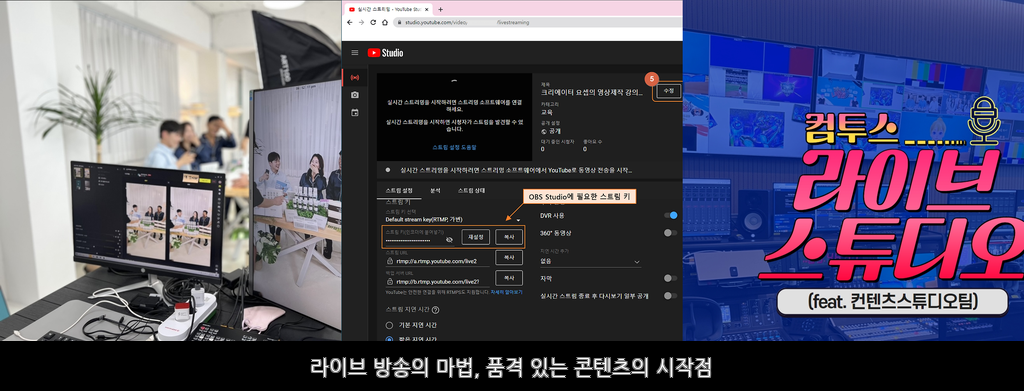 실시간 스트리밍 - YouTube Stu
studio.youtube.com/video,
/livestreaming
Studio
실시간 스트리밍을 시작하려면 스트리밍 소프트웨어를 연결
하세요.
실시간 스트리밍을 시작하면 시청자가 스트림을 발견할 수 있
습니다.
스트림 설정 도움말
제목
크리에이터 요셉의 영상제작 강의...
카테고리
교육
공개 설정
공개
대기 중인 시청자 좋아요 수
0 0
5
수정
실시간 스트리밍을 시작하려면 스트리밍 소프트웨어에서 YouTube로 동영상 전송을 시작...
스트림 설정 분석 스트림 상태
OBS Studio에 필요한 스트림 키
스트림 키
스트림 키 선택
Default stream key(RTMP, 가변)
스트림 키(인코더에 붙여넣기)
재설정 복사
스트림 URL
rtmp://a.rtmp.youtube.com/live2
복사
백업 서버 URL
rtmp://b.rtmp.youtube.com/live2?
복사
YouTube는 안전한 연결을 위해 RTMPS도 지원합니다. 자세히 알아보기
스트림 지연 시간
기본 지연 시간
짧은 지연 시간
DVR 사용
360° 동영상
지연 시간 추가
없음
자막
실시간 스트림 종료 후 다시보기 일부 공개
컴투스
라이브
스튜디오
(feat. 컨텐츠스튜디오팀)
라이브 방송의 마법, 품격 있는 콘텐츠의 시작점